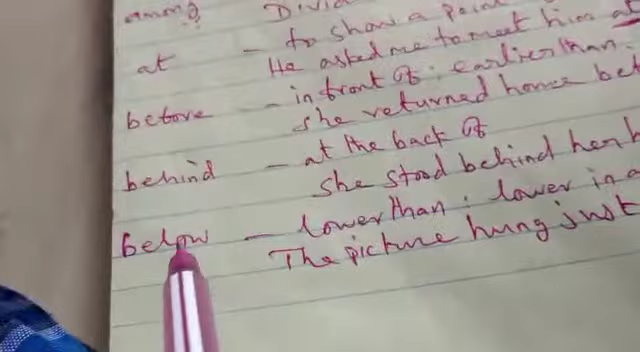 among
to show a point
at - He asked me to meet him at
in front of; earlier than.
before - She returned home bef
behind - at the back of
She stood behind her h
below - lower than; lower in a
The picture hung just